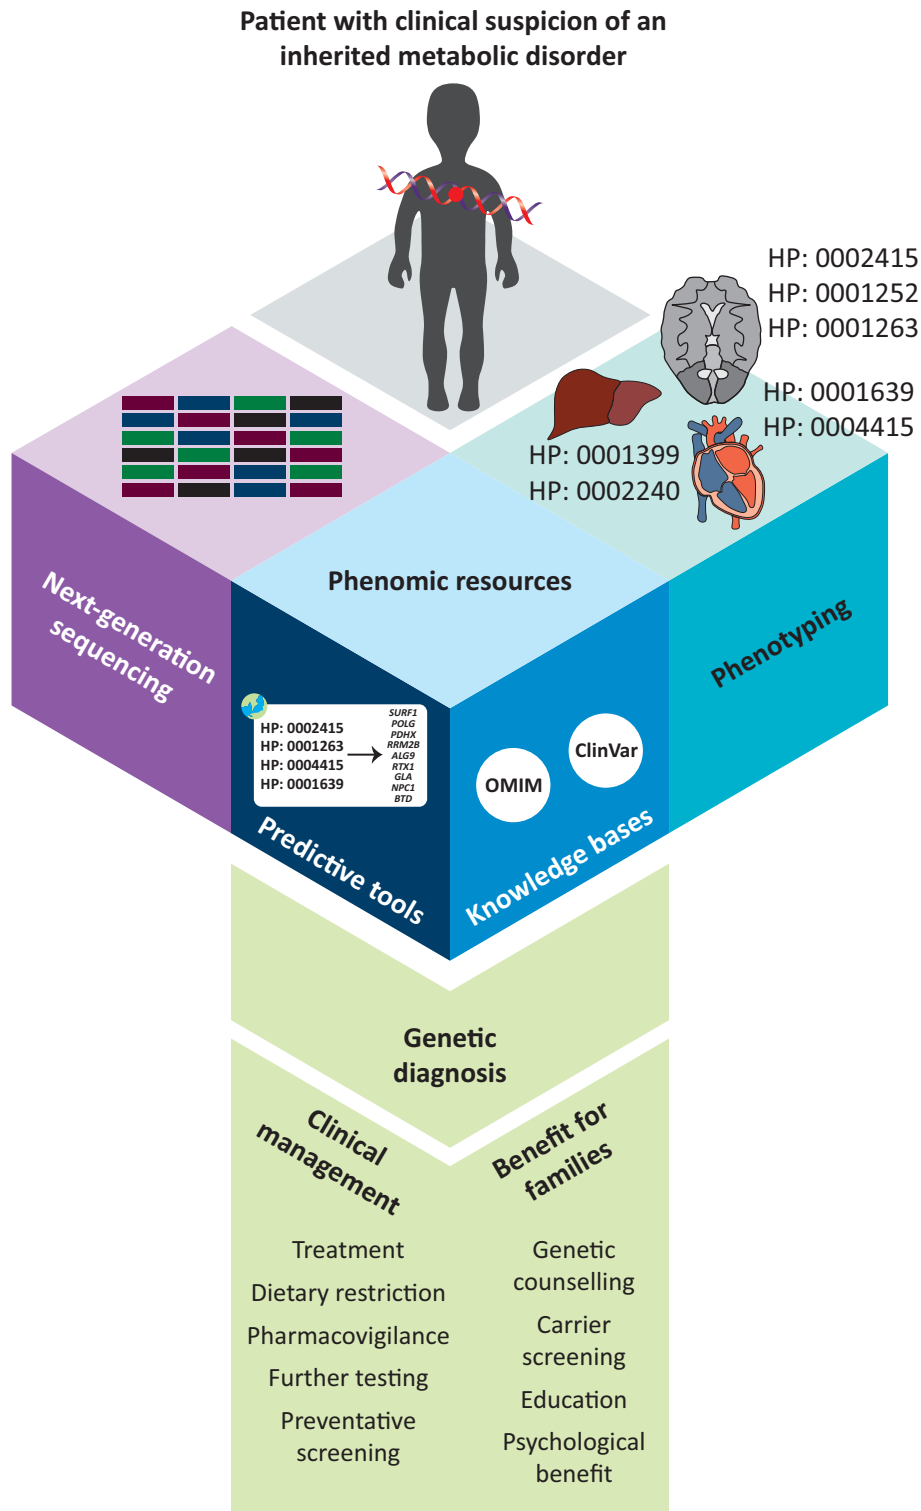 Patient with clinical suspicion of an
inherited metabolic disorder
HP: 0002415
HP: 0001252
HP: 0001263
HP: 0001639
HP: 0004415
HP: 0001399
HP: 0002240
Next-generation
sequencing
Phenomic resources
Phenotyping
HP: 0002415
HP: 0001263
HP: 0004415
HP: 0001639
SURF1
POLG
PDHX
RRM2B
ALG9
RTX1
GLA
NPC1
BTD
Predictive tools
OMIM
ClinVar
Knowledge bases
Genetic
diagnosis
Clinical
management
Treatment
Dietary restriction
Pharmacovigilance
Further testing
Preventative
screening
Benefit for
families
Genetic
counselling
Carrier
screening
Education
Psychological
benefit